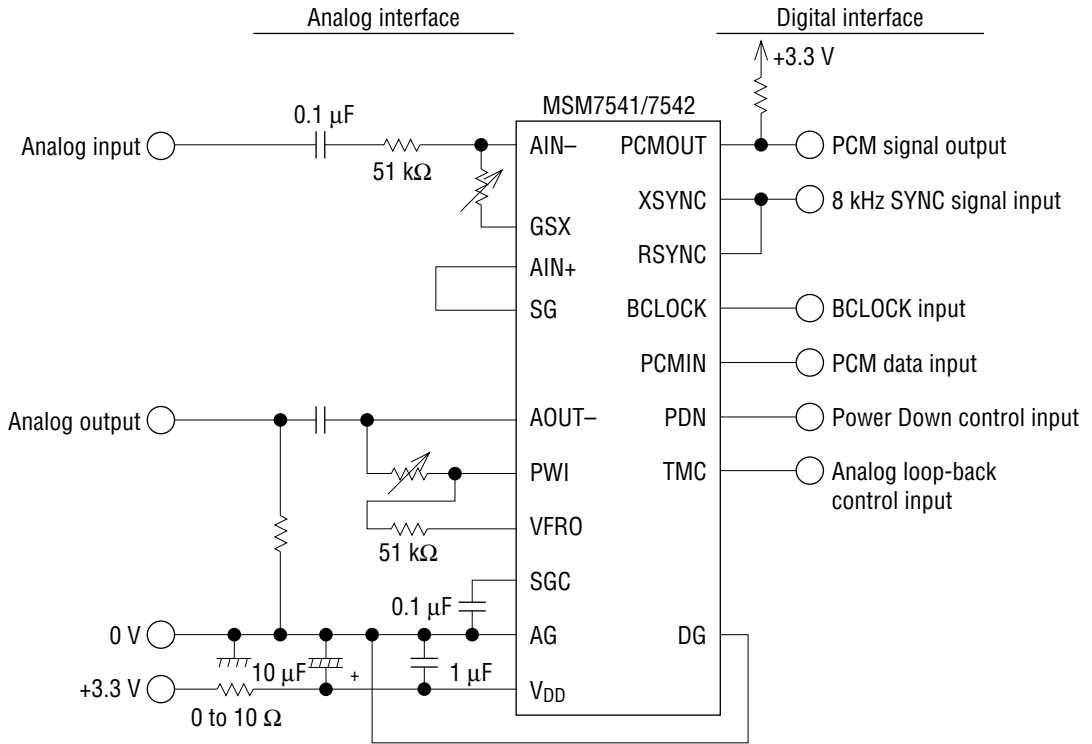 Analog interface
Digital interface
+3.3 V
MSM7541/7542
0.1 μF
Analog input
51 kΩ
AIN–
PCMOUT
PCM signal output
XSYNC
8 kHz SYNC signal input
GSX
RSYNC
AIN+
SG
BCLOCK
BCLOCK input
PCMIN
PCM data input
Analog output
AOUT–
PDN
Power Down control input
PWI
TMC
Analog loop-back
control input
VFRO
51 kΩ
SGC
0.1 μF
0 V
AG
DG
10 μF
+
1 μF
+3.3 V
VDD
0 to 10 Ω